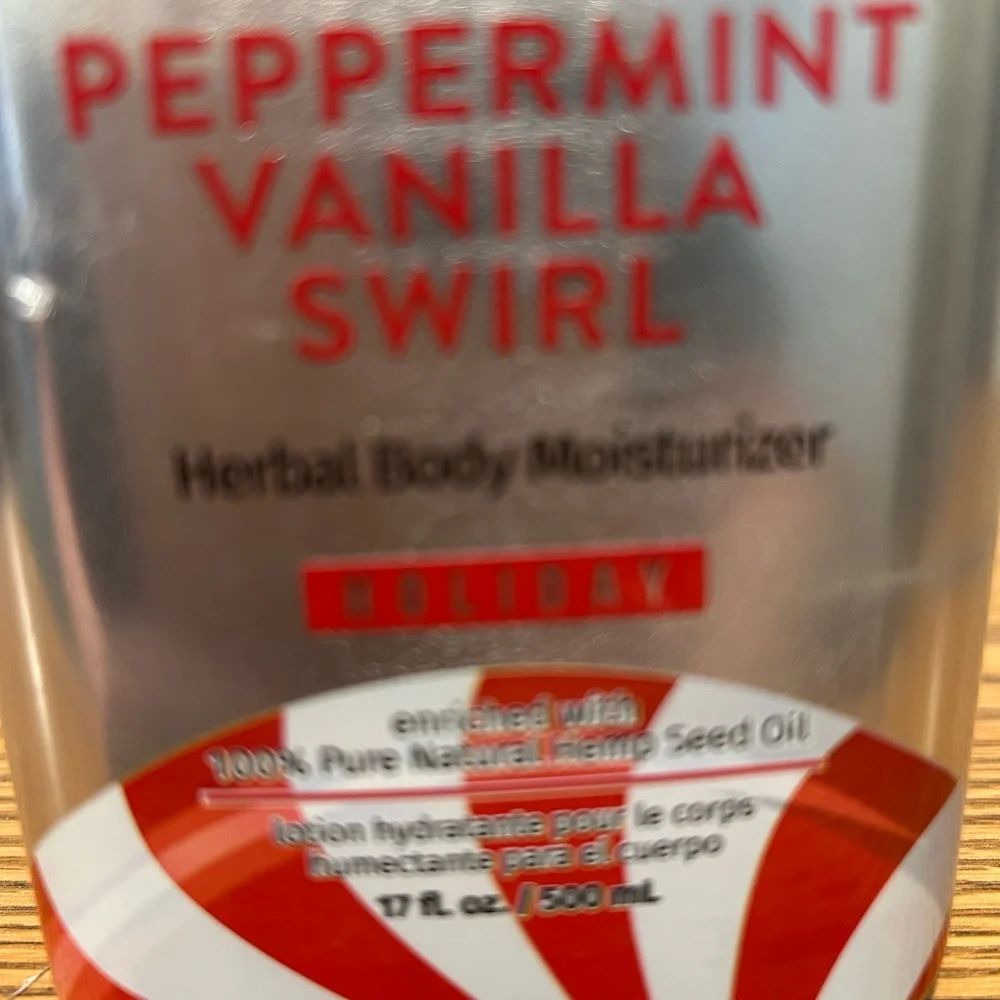 PEPPERMINT
VANILLA
SWIRL
Herbal Body Moisturizer
HOLIDAY
enriched with
100% Pure Natural Hemp Seed Oil
lotion hydratante pour le corps
humectante para el cuerpo
17 fl. oz. / 500 mL